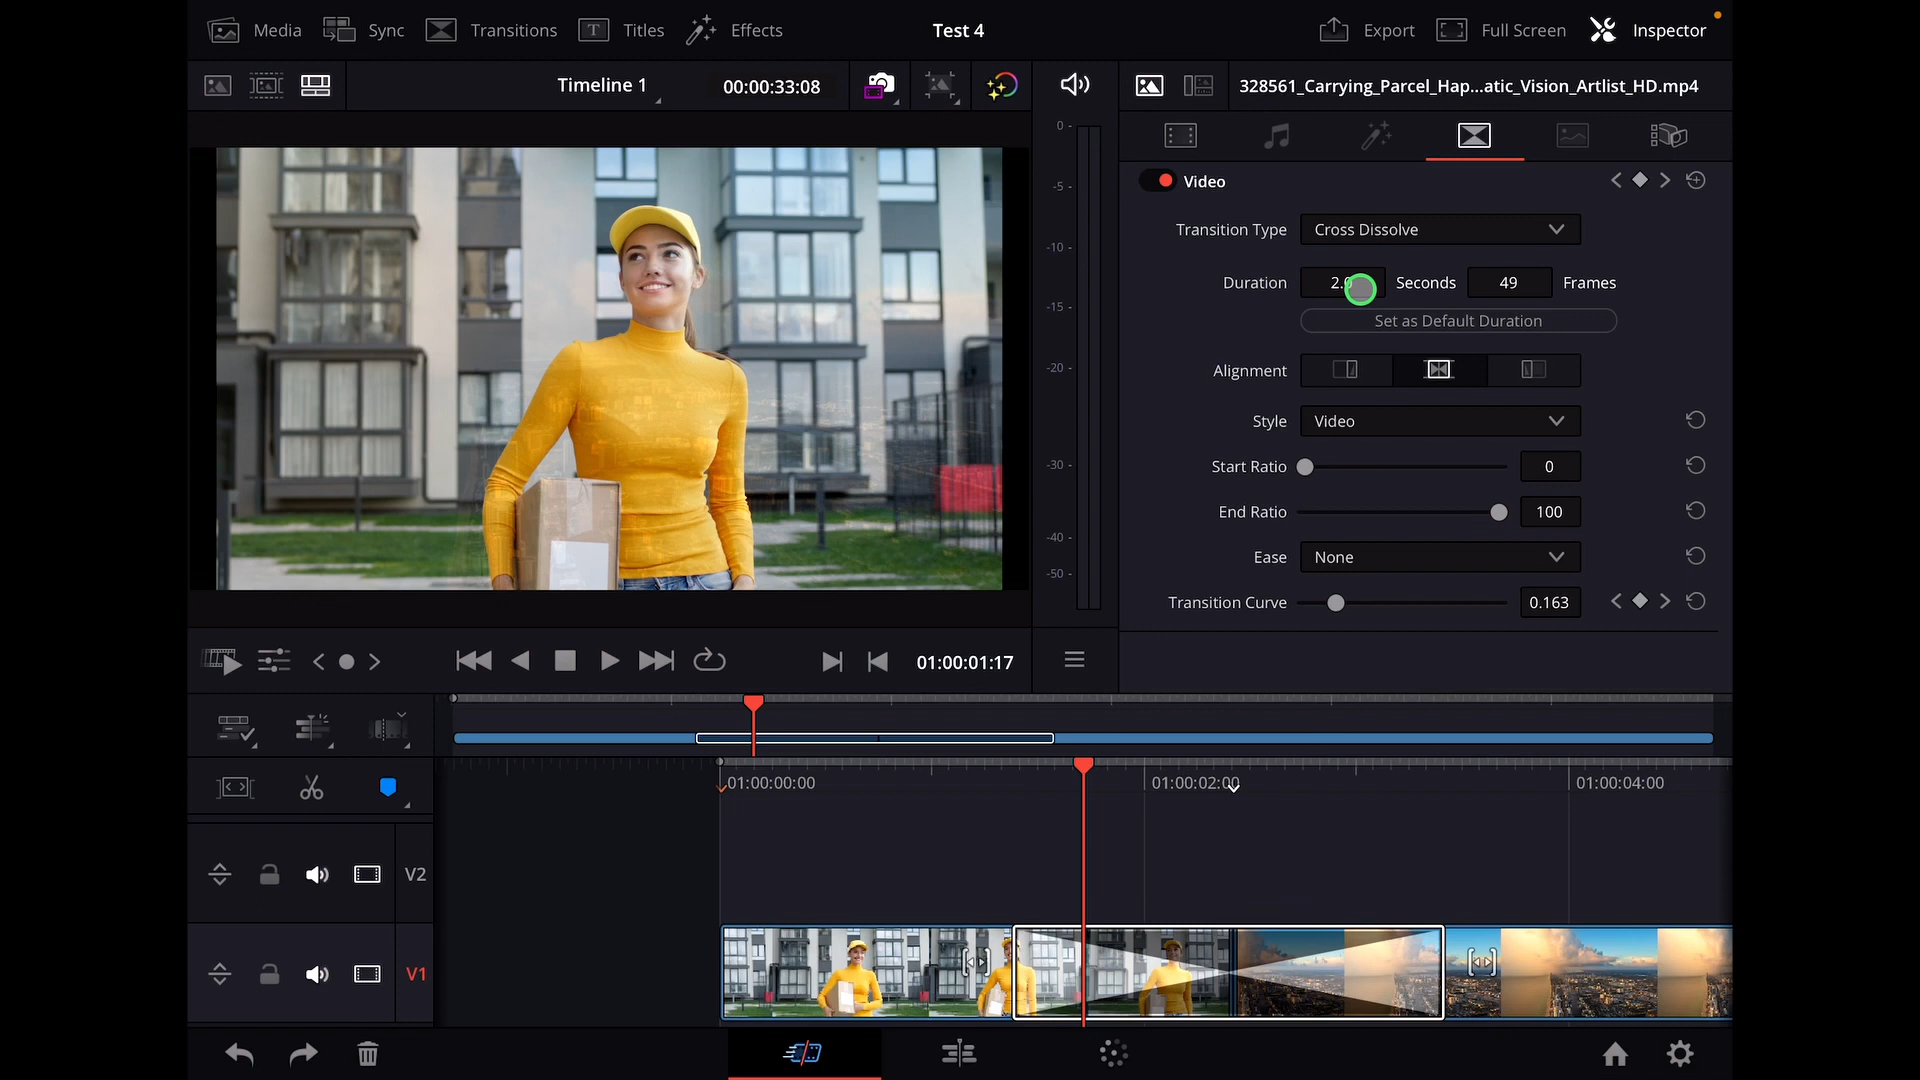 Media Sync Transitions Titles Effects Test 4 Export Full Screen Inspector
Timeline 1 00:00:33:08 328561_Carrying_Parcel_Hap...atic_Vision_Artlist_HD.mp4
Video
Transition Type Cross Dissolve
Duration Seconds 49 Frames
Set as Default Duration
Alignment
Style Video
Start Ratio 0
End Ratio 100
Ease None
Transition Curve 0.163
0 -
-5 -
-10 -
-15 -
-20 -
-30 -
-40 -
-50 -
01:00:01:17
01:00:00:00 01:00:02:00 01:00:04:00
V2
V1